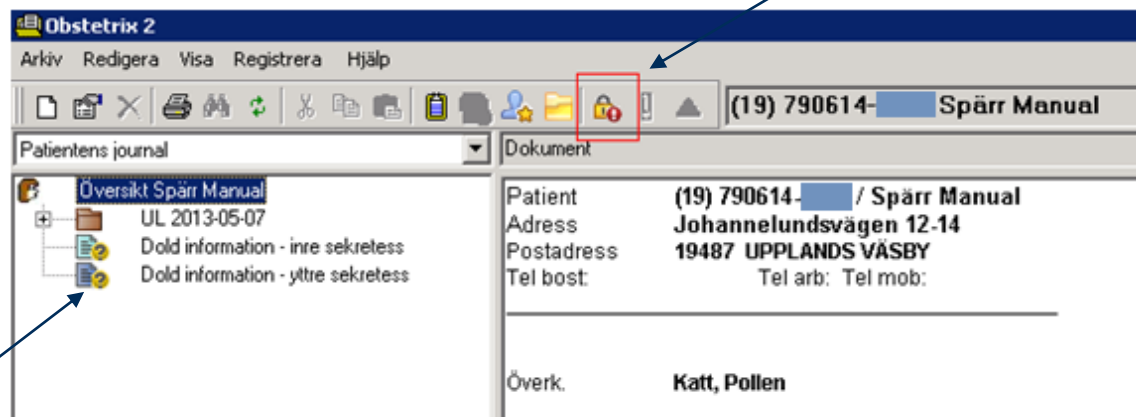 Obstetrix 2
Arkiv Redigera Visa Registrera Hjälp
(19) 790614- Spärr Manual
Patientens journal
Dokument
Översikt Spärr Manual
UL 2013-05-07
Dold information - inre sekretess
Dold information - yttre sekretess
Patient (19) 790614- / Spärr Manual
Adress Johannelundsvägen 12-14
Postadress 19487 UPPLANDS VÄSBY
Tel bost: Tel arb: Tel mob:
Överk. Katt, Pollen